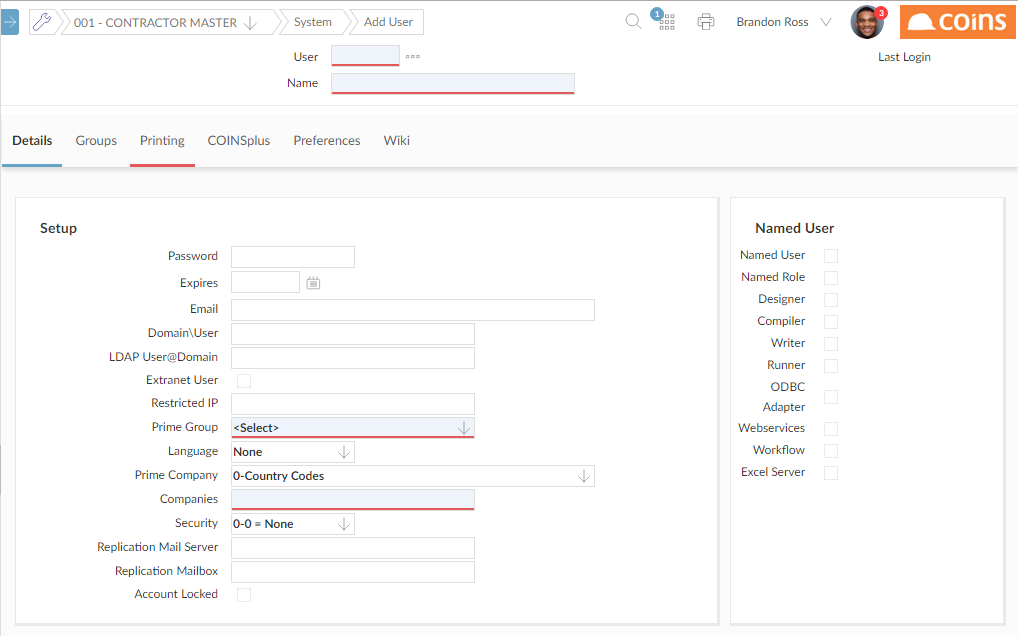 001 - CONTRACTOR MASTER System Add User 1 Brandon Ross 3 coins
User Last Login
Name
Details Groups Printing COINSplus Preferences Wiki
Setup
Password
Expires
Email
Domain\User
LDAP User@Domain
Extranet User
Restricted IP
Prime Group <Select>
Language None
Prime Company 0-Country Codes
Companies
Security 0-0 = None
Replication Mail Server
Replication Mailbox
Account Locked
Named User
Named User
Named Role
Designer
Compiler
Writer
Runner
ODBC
Adapter
Webservices
Workflow
Excel Server